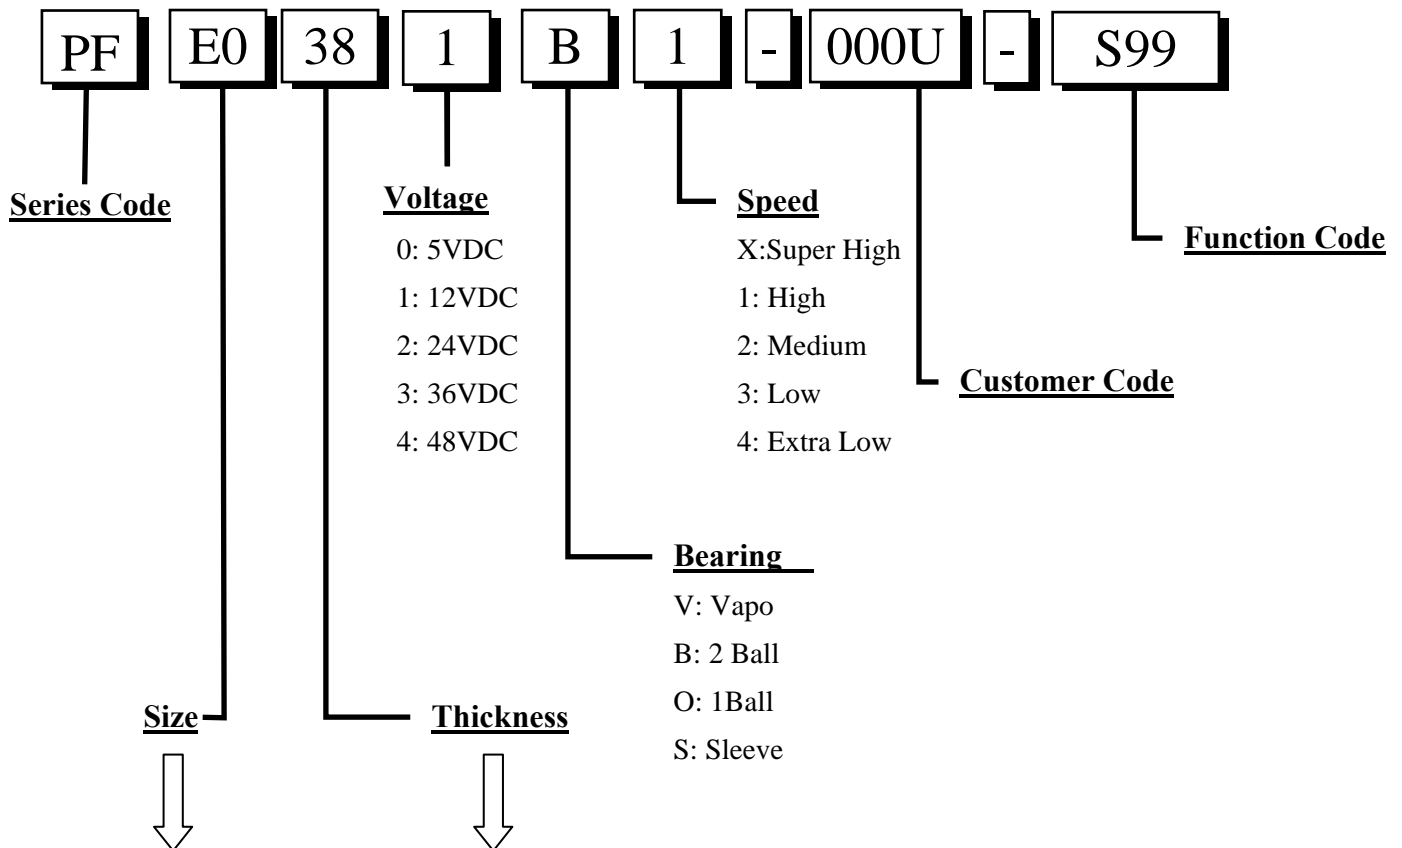 PF E0 38 1 B 1 - 000U - S99
Series Code
Voltage
0: 5VDC
1: 12VDC
2: 24VDC
3: 36VDC
4: 48VDC
Speed
X:Super High
1: High
2: Medium
3: Low
4: Extra Low
Function Code
Customer Code
Bearing
V: Vapo
B: 2 Ball
O: 1Ball
S: Sleeve
Size
Thickness